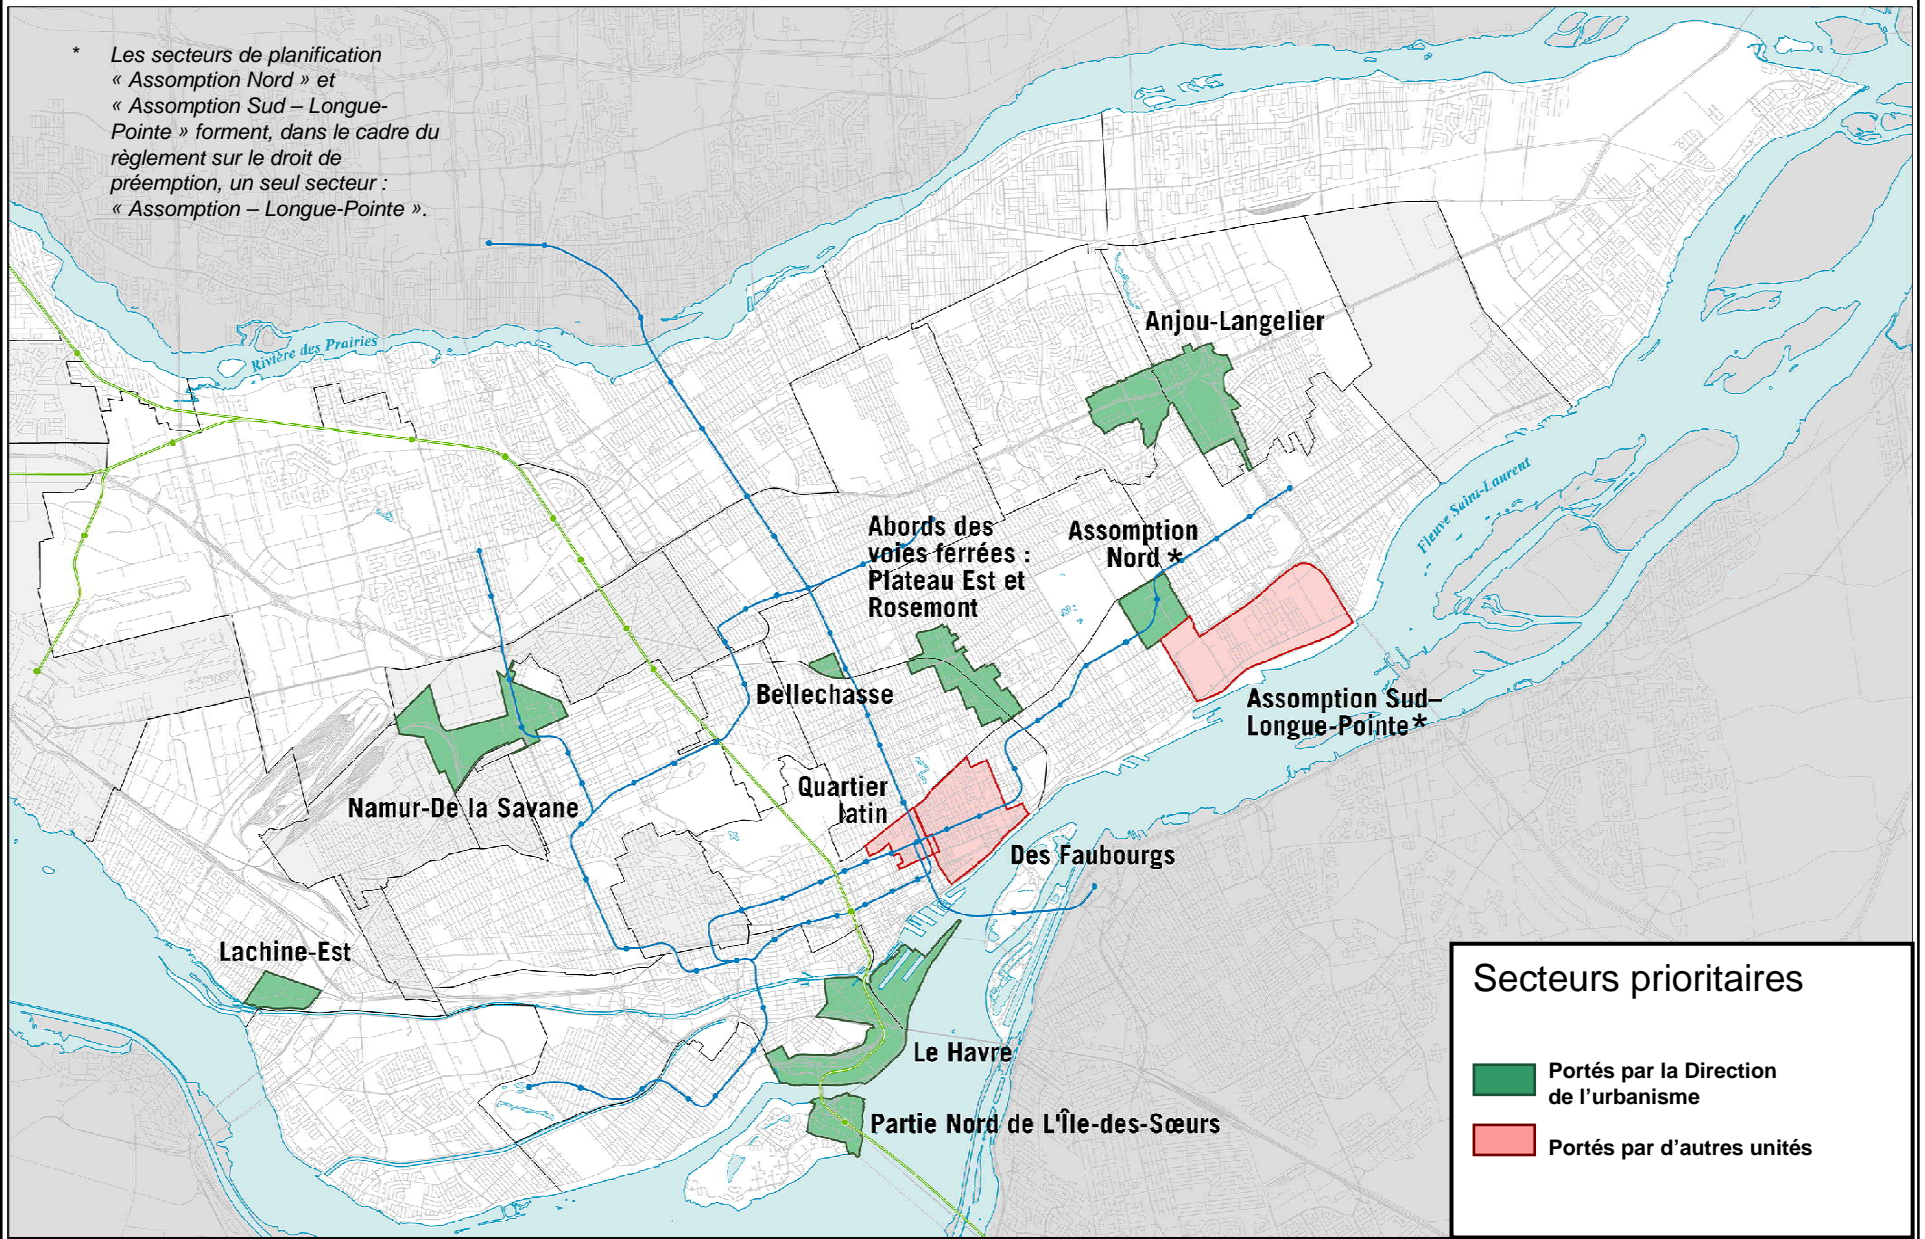 * Les secteurs de planification
« Assomption Nord » et
« Assomption Sud – Longue-
Pointe » forment, dans le cadre du
règlement sur le droit de
préemption, un seul secteur :
« Assomption – Longue-Pointe ».
Rivière des Prairies
Anjou-Langelier
Fleuve Saint-Laurent
Abords des
voies ferrées :
Plateau Est et
Rosemont
Assomption
Nord *
Bellechasse
Assomption Sud–
Longue-Pointe*
Namur-De la Savane
Quartier
latin
Des Faubourgs
Lachine-Est
Le Havre
Partie Nord de L'Île-des-Sœurs
Secteurs prioritaires
Portés par la Direction
de l'urbanisme
Portés par d'autres unités